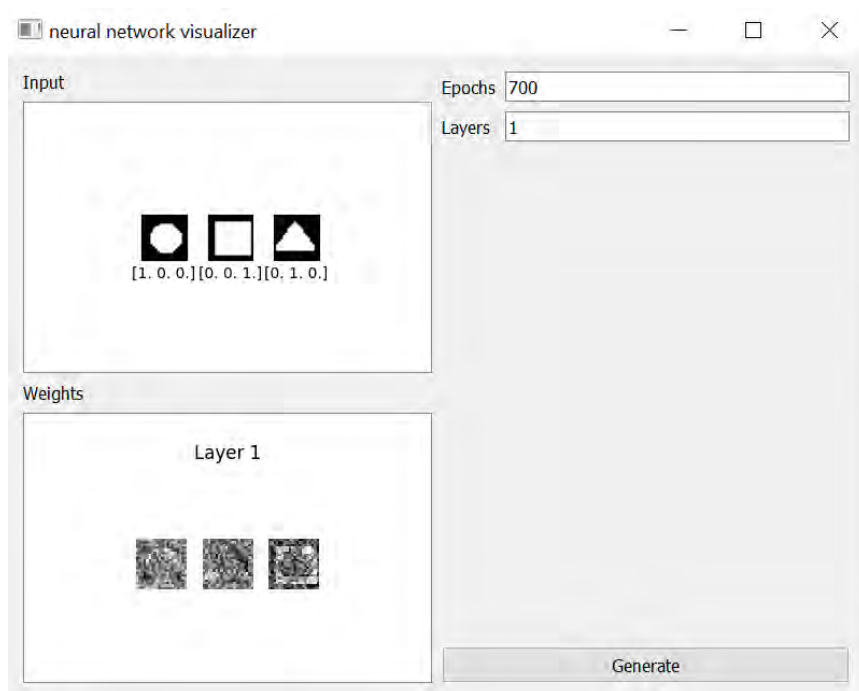 neural network visualizer
Input
[1. 0. 0.][0. 0. 1.][0. 1. 0.]
Weights
Layer 1
Epochs 700
Layers 1
Generate